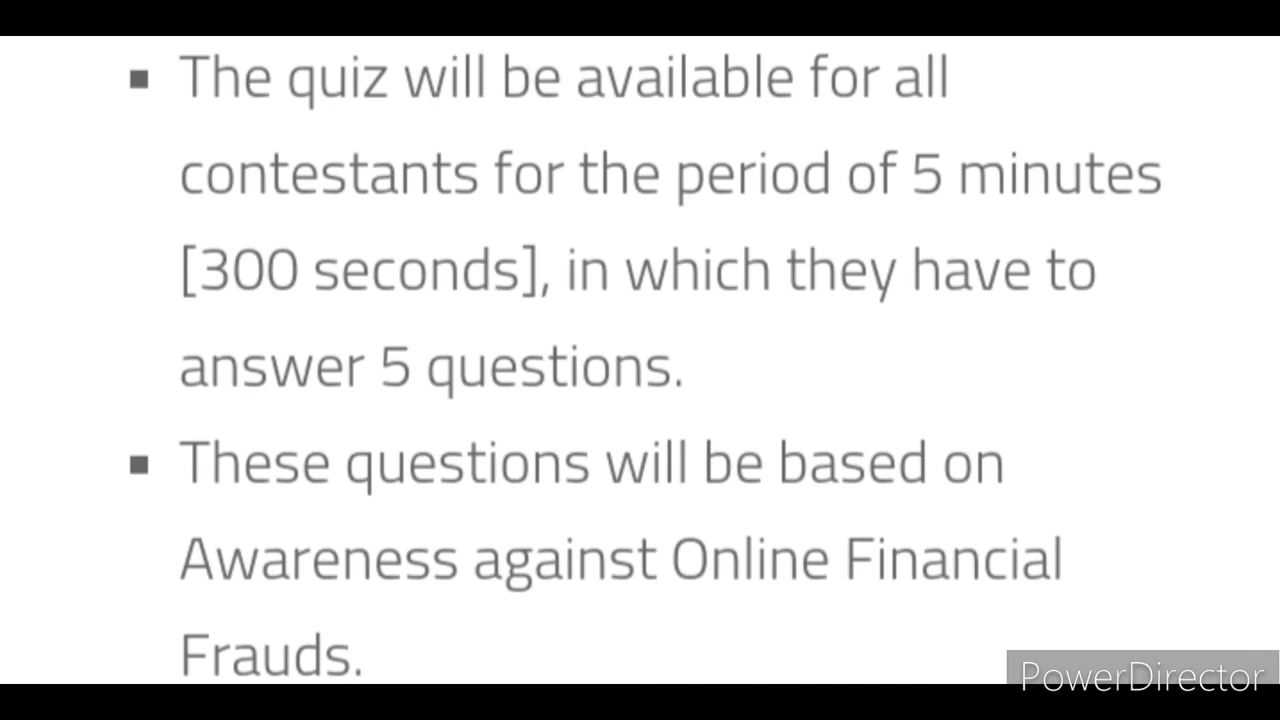 ▪ The quiz will be available for all
contestants for the period of 5 minutes
[300 seconds], in which they have to
answer 5 questions.
▪ These questions will be based on
Awareness against Online Financial
Frauds.
PowerDirector